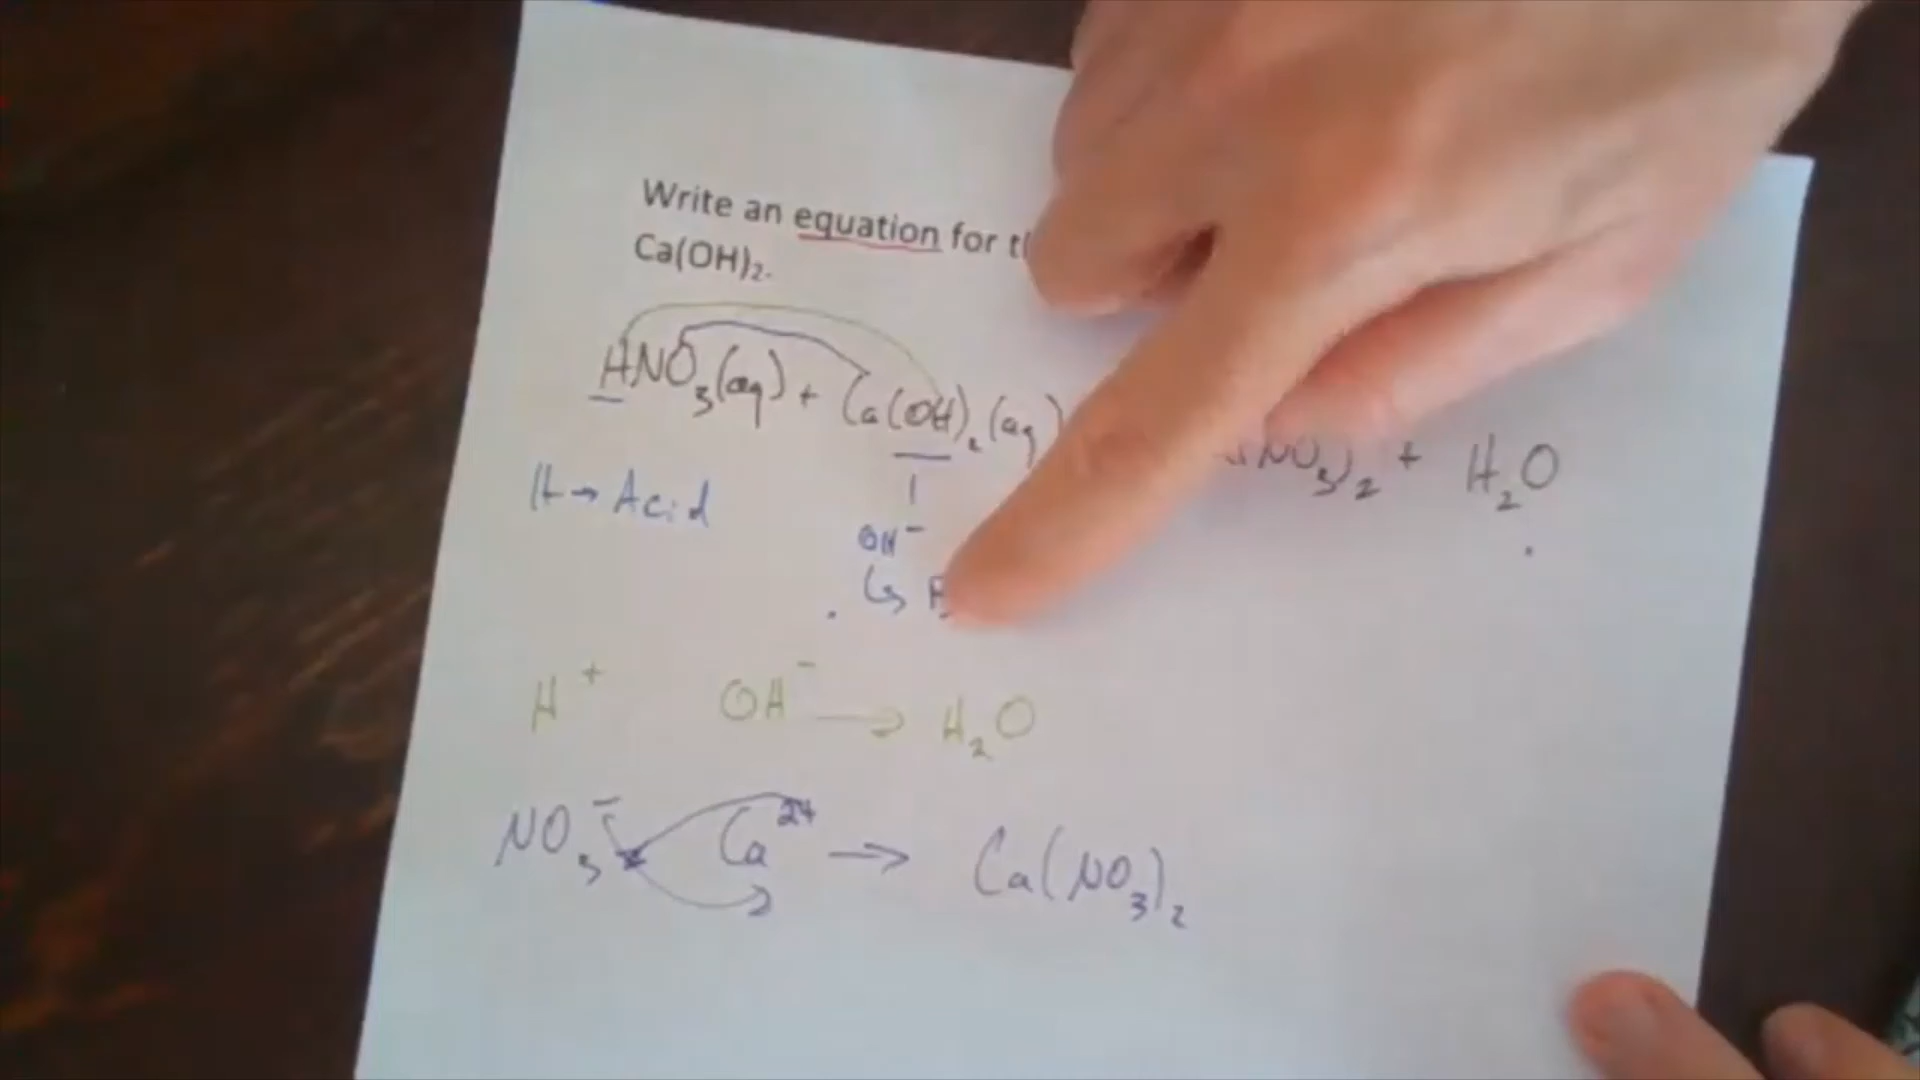 Write an equation for
Ca(OH)₂.
HNO₃(aq) + Ca(OH)₂(aq) (NO₃)₂ + H₂O
H → Acid
OH⁻
↳
H⁺ OH⁻ → H₂O
NO₃⁻ Ca²⁺ → Ca(NO₃)₂